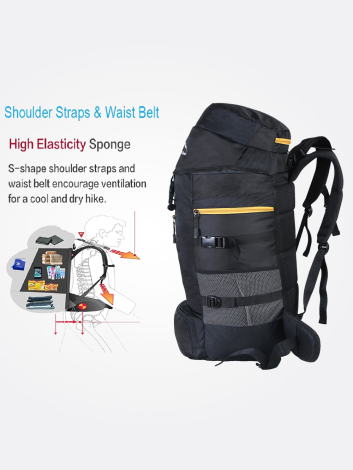 Shoulder Straps & Waist Belt
High Elasticity Sponge
S-shape shoulder straps and
waist belt encourage ventilation
for a cool and dry hike.